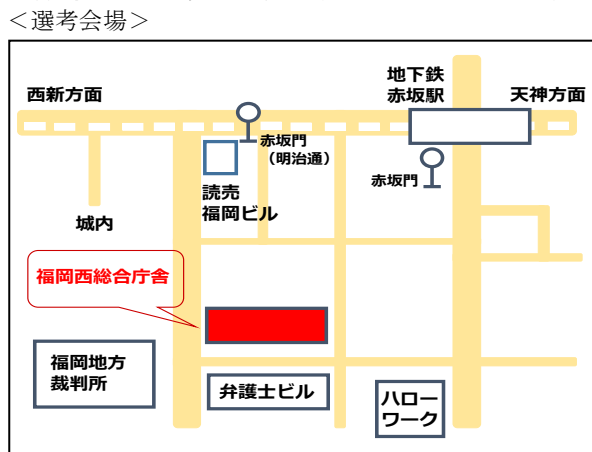 ＜選考会場＞
地下鉄
赤坂駅
西新方面
天神方面
赤坂門
（明治通）
赤坂門
読売
福岡ビル
城内
福岡西総合庁舎
福岡地方
裁判所
弁護士ビル
ハロー
ワーク